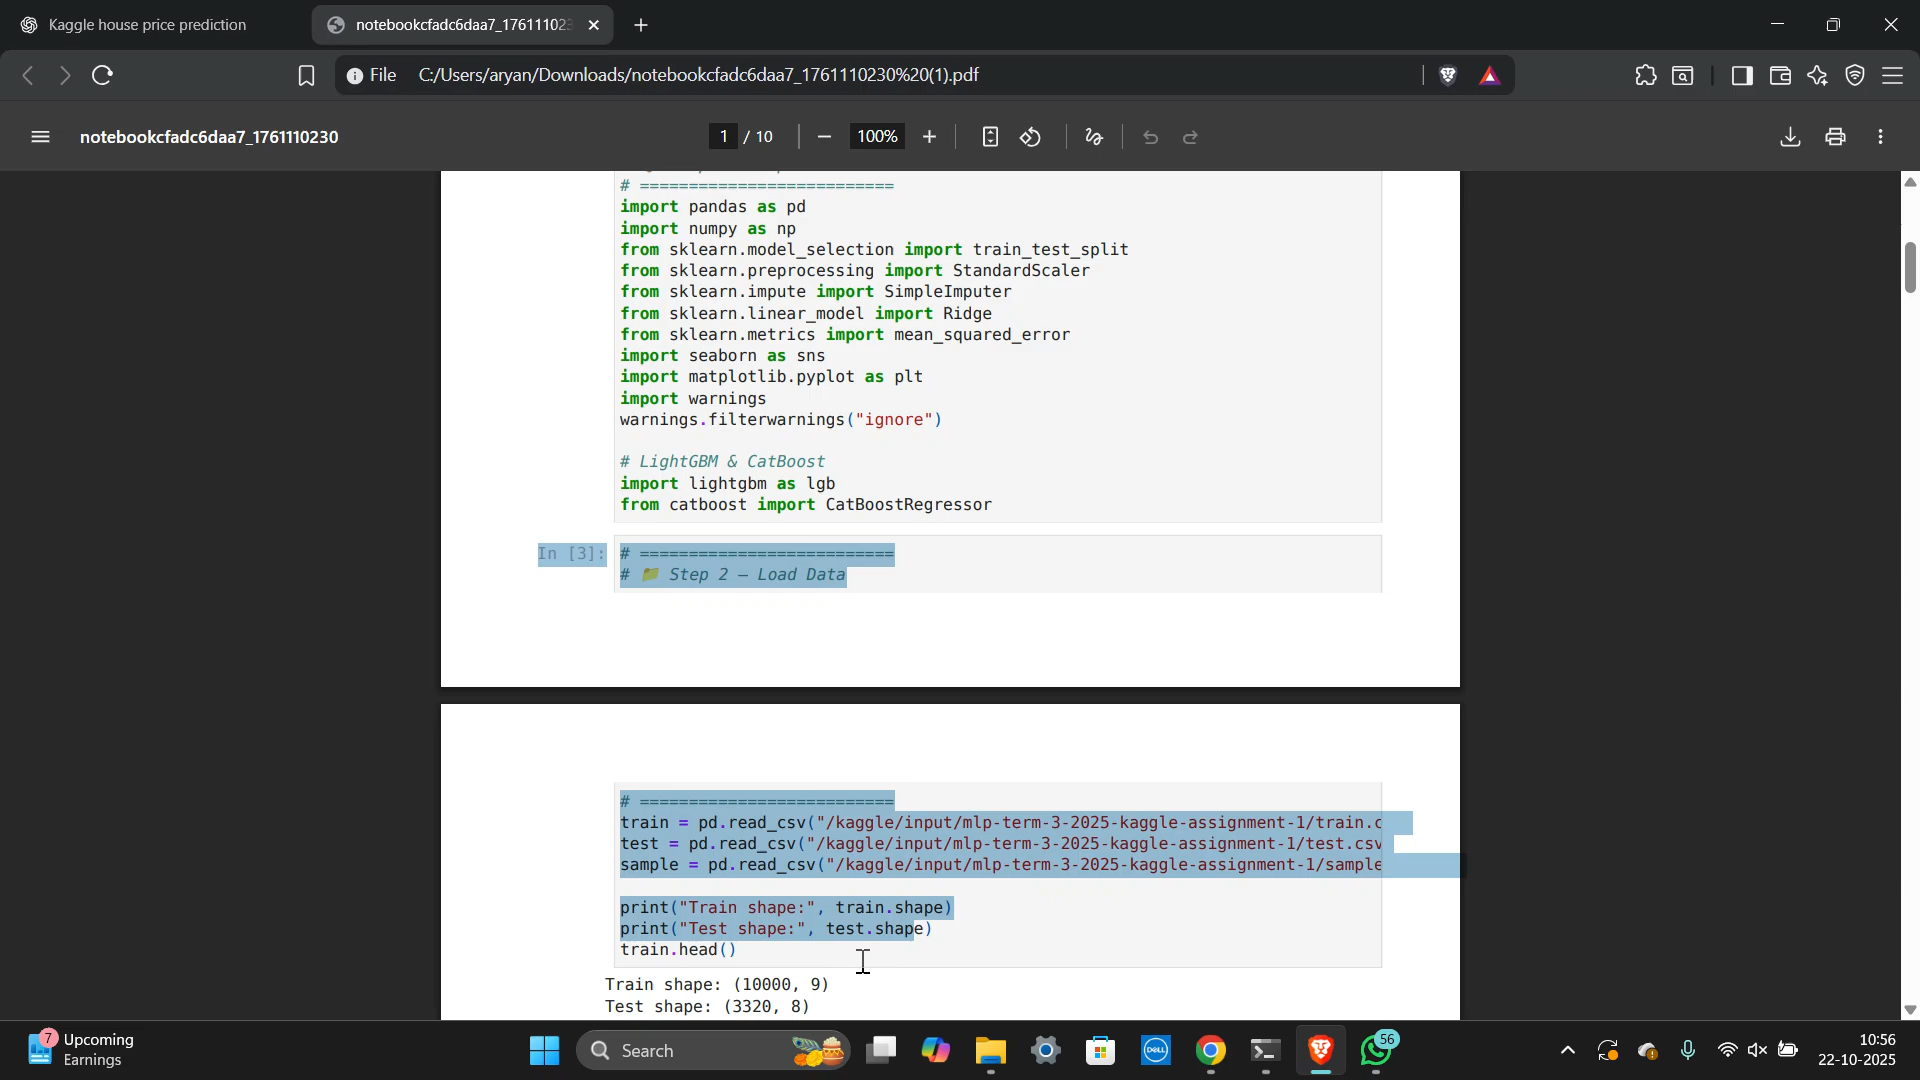 Kaggle house price prediction
notebookcfadc6daa7_1761110230
File C:/Users/aryan/Downloads/notebookcfadc6daa7_1761110230%20(1).pdf
notebookcfadc6daa7_1761110230
1 / 10
100%
# ==========================
import pandas as pd
import numpy as np
from sklearn.model_selection import train_test_split
from sklearn.preprocessing import StandardScaler
from sklearn.impute import SimpleImputer
from sklearn.linear_model import Ridge
from sklearn.metrics import mean_squared_error
import seaborn as sns
import matplotlib.pyplot as plt
import warnings
warnings.filterwarnings("ignore")
# LightGBM & CatBoost
import lightgbm as lgb
from catboost import CatBoostRegressor
In [3]: # ==========================
# 📁 Step 2 — Load Data
# ==========================
train = pd.read_csv("/kaggle/input/mlp-term-3-2025-kaggle-assignment-1/train.c
test = pd.read_csv("/kaggle/input/mlp-term-3-2025-kaggle-assignment-1/test.csv
sample = pd.read_csv("/kaggle/input/mlp-term-3-2025-kaggle-assignment-1/sample
print("Train shape:", train.shape)
print("Test shape:", test.shape)
train.head()
Train shape: (10000, 9)
Test shape: (3320, 8)
7
Upcoming
Earnings
Search
DELL
56
10:56
22-10-2025